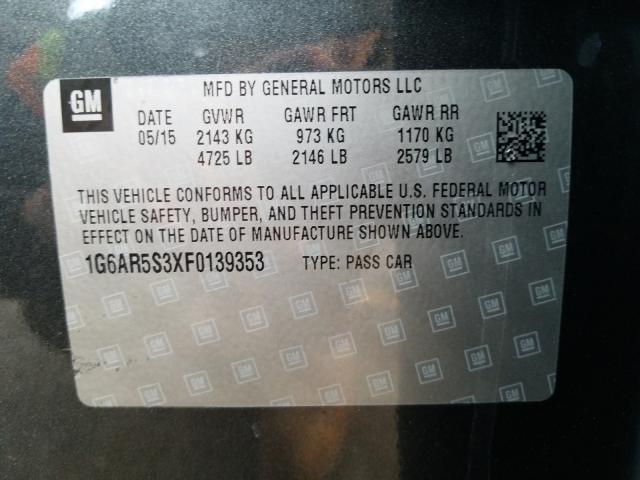 GM
MFD BY GENERAL MOTORS LLC
DATE GVWR GAWR FRT GAWR RR
05/15 2143 KG 973 KG 1170 KG
4725 LB 2146 LB 2579 LB
THIS VEHICLE CONFORMS TO ALL APPLICABLE U.S. FEDERAL MOTOR
VEHICLE SAFETY, BUMPER, AND THEFT PREVENTION STANDARDS IN
EFFECT ON THE DATE OF MANUFACTURE SHOWN ABOVE.
1G6AR5S3XF0139353 TYPE: PASS CAR